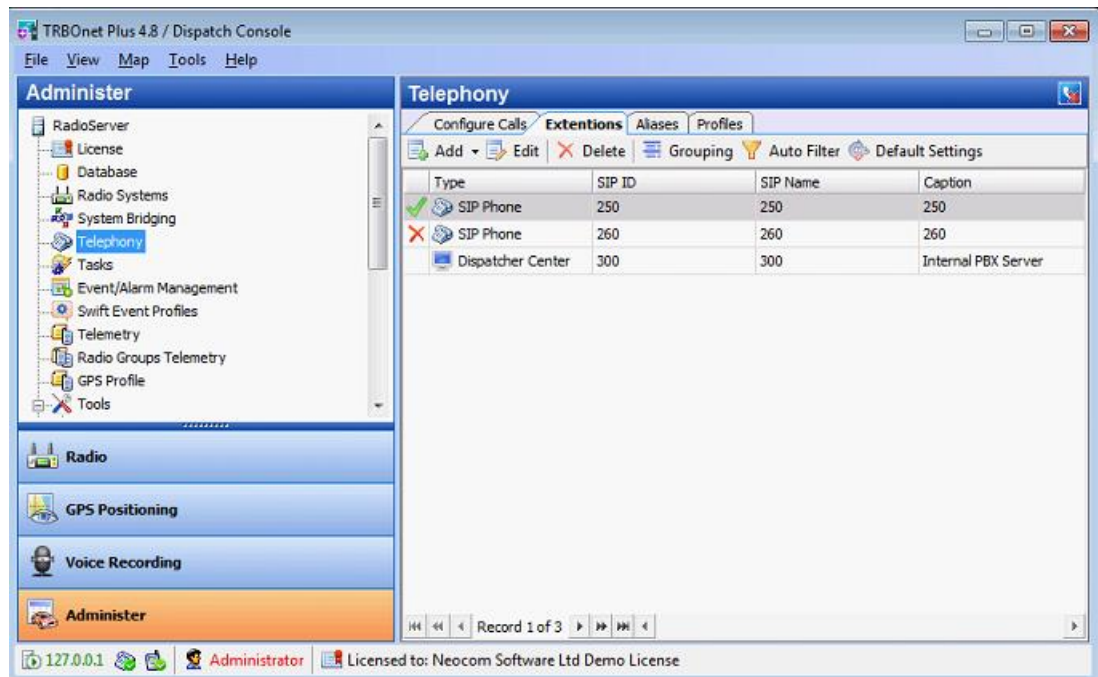 TRBOnet Plus 4.8 / Dispatch Console
File View Map Tools Help
Administer
RadioServer
License
Database
Radio Systems
System Bridging
Telephony
Tasks
Event/Alarm Management
Swift Event Profiles
Telemetry
Radio Groups Telemetry
GPS Profile
Tools
Radio
GPS Positioning
Voice Recording
Administer
Telephony
Configure Calls Extentions Aliases Profiles
Add Edit Delete Grouping Auto Filter Default Settings
Type SIP ID SIP Name Caption
SIP Phone 250 250 250
SIP Phone 260 260 260
Dispatcher Center 300 300 Internal PBX Server
Record 1 of 3
127.0.0.1 Administrator Licensed to: Neocom Software Ltd Demo License